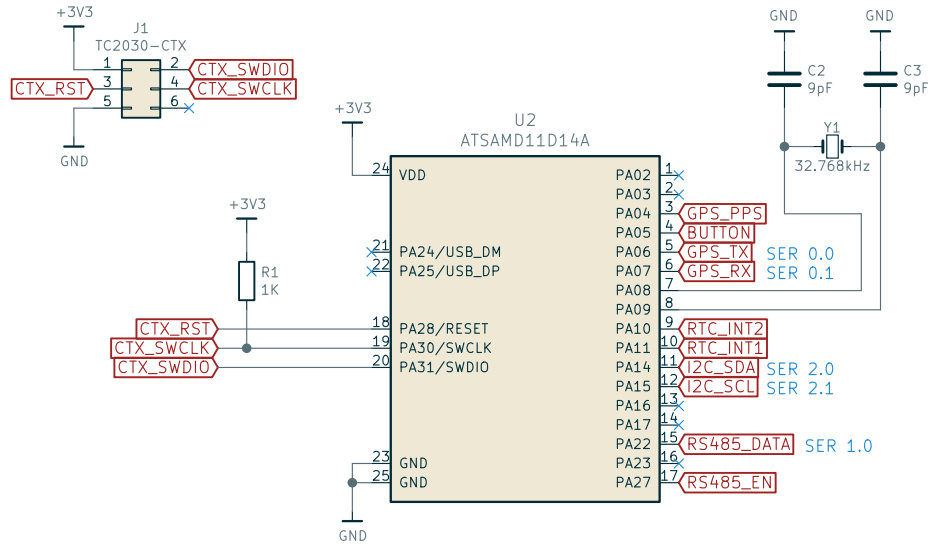 +3V3
J1
TC2030-CTX
1
2
CTX_SWDIO
CTX_RST
3
4
CTX_SWCLK
5
6
GND
GND
GND
C2
9pF
C3
9pF
Y1
32.768kHz
+3V3
U2
ATSAMD11D14A
24
VDD
PA02
1
PA03
2
PA04
3
GPS_PPS
PA05
4
BUTTON
21
PA24/USB_DM
PA06
5
GPS_TX
SER 0.0
22
PA25/USB_DP
PA07
6
GPS_RX
SER 0.1
PA08
7
PA09
8
+3V3
R1
1K
CTX_RST
18
PA28/RESET
PA10
9
RTC_INT2
CTX_SWCLK
19
PA30/SWCLK
PA11
10
RTC_INT1
CTX_SWDIO
20
PA31/SWDIO
PA14
11
I2C_SDA
SER 2.0
PA15
12
I2C_SCL
SER 2.1
PA16
13
PA17
14
PA22
15
RS485_DATA
SER 1.0
23
GND
PA23
16
25
GND
PA27
17
RS485_EN
GND